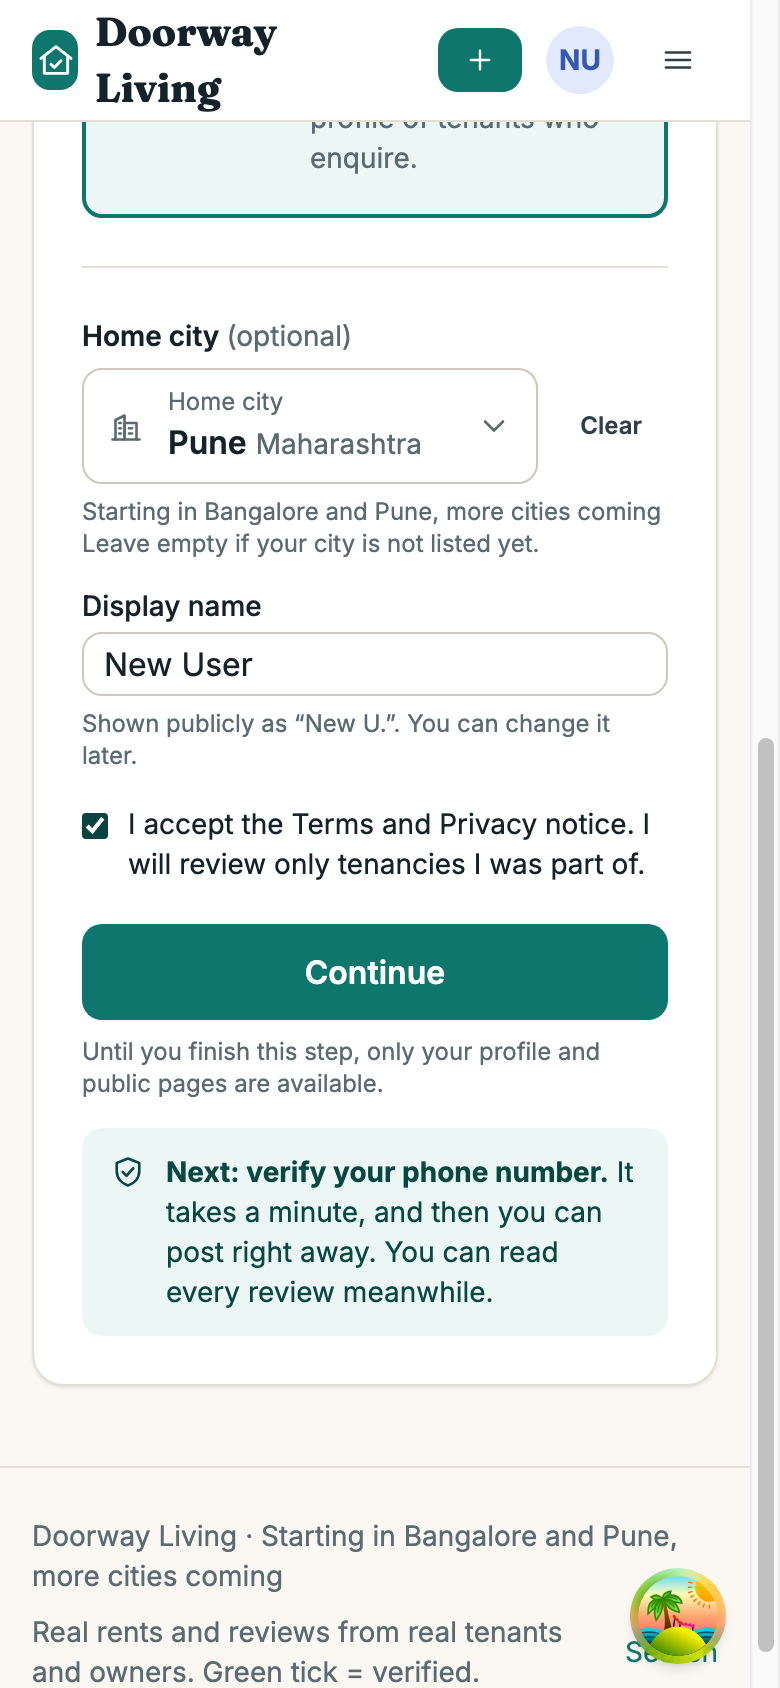 Doorway
Living
NU
profile of tenants who
enquire.
Home city (optional)
Home city
Pune Maharashtra
Clear
Starting in Bangalore and Pune, more cities coming
Leave empty if your city is not listed yet.
Display name
New User
Shown publicly as “New U.”. You can change it
later.
I accept the Terms and Privacy notice. I
will review only tenancies I was part of.
Continue
Until you finish this step, only your profile and
public pages are available.
Next: verify your phone number. It
takes a minute, and then you can
post right away. You can read
every review meanwhile.
Doorway Living · Starting in Bangalore and Pune,
more cities coming
Real rents and reviews from real tenants
and owners. Green tick = verified.